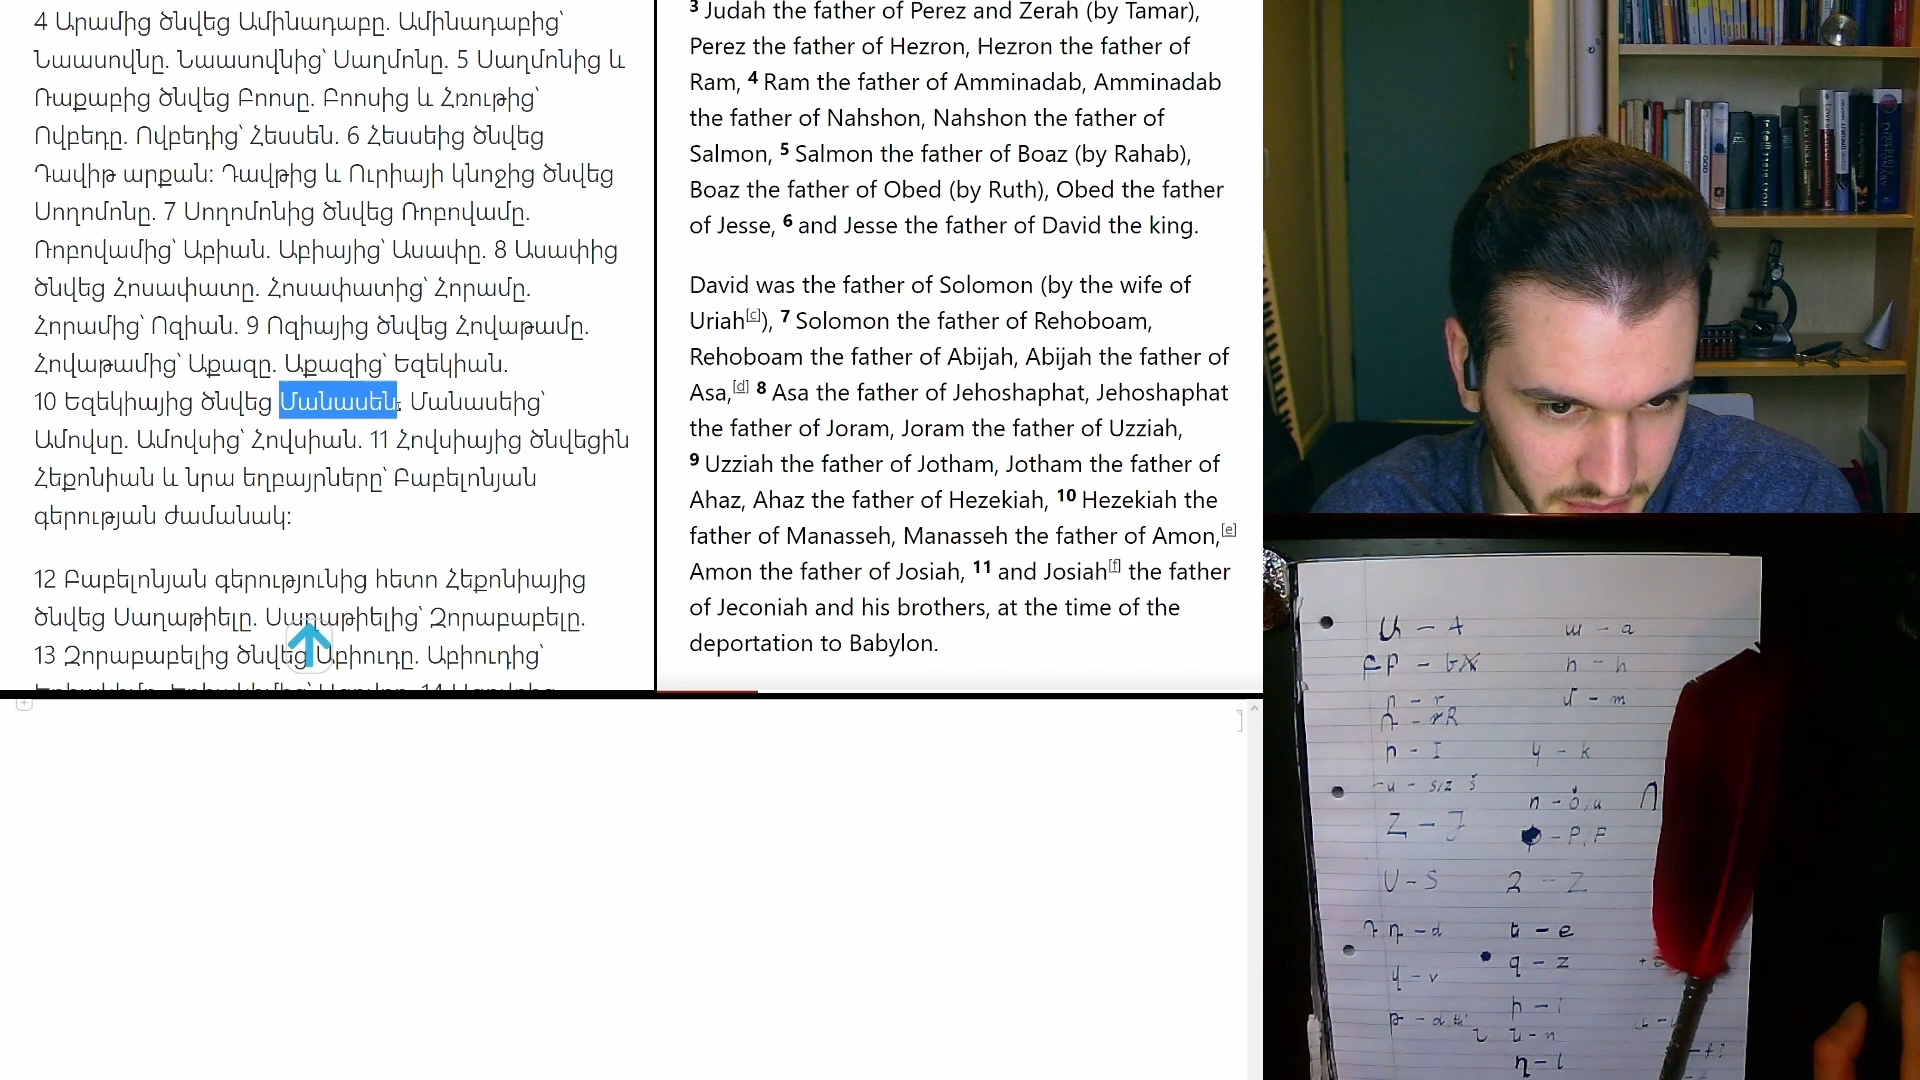 4 Արամից ծնվեց Ամինադաբը. Ամինադաբից՝
Նաասովնը. Նաասովնից՝ Սաղմոնը. 5 Սաղմոնից և
Ռաքաբից ծնվեց Բոոսը. Բոոսից և Հռութից՝
Ովբեդը. Ովբեդից՝ Հեսսեն. 6 Հեսսեից ծնվեց
Դավիթ արքան: Դավթից և Ուրիայի կնոջից ծնվեց
Սողոմոնը. 7 Սողոմոնից ծնվեց Ռոբովամը.
Ռոբովամից՝ Աբիան. Աբիայից՝ Ասափը. 8 Ասափից
ծնվեց Հոսափատը. Հոսափատից՝ Հորամը.
Հորամից՝ Ոզիան. 9 Ոզիայից ծնվեց Հովաթամը.
Հովաթամից՝ Աքազը. Աքազից՝ Եզեկիան.
10 Եզեկիայից ծնվեց Մանասեն. Մանասեից՝
Ամովսը. Ամովսից՝ Հովսիան. 11 Հովսիայից ծնվեցին
Հեքոնիան և նրա եղբայրները՝ Բաբելոնյան
գերության ժամանակ:
12 Բաբելոնյան գերությունից հետո Հեքոնիայից
ծնվեց Սաղաթիելը. Սաղաթիելից՝ Զորաբաբելը.
13 Զորաբաբելից ծնվեց Աբիուդը. Աբիուդից՝
3 Judah the father of Perez and Zerah (by Tamar),
Perez the father of Hezron, Hezron the father of
Ram, 4 Ram the father of Amminadab, Amminadab
the father of Nahshon, Nahshon the father of
Salmon, 5 Salmon the father of Boaz (by Rahab),
Boaz the father of Obed (by Ruth), Obed the father
of Jesse, 6 and Jesse the father of David the king.
David was the father of Solomon (by the wife of
Uriah[c]), 7 Solomon the father of Rehoboam,
Rehoboam the father of Abijah, Abijah the father of
Asa,[d] 8 Asa the father of Jehoshaphat, Jehoshaphat
the father of Joram, Joram the father of Uzziah,
9 Uzziah the father of Jotham, Jotham the father of
Ahaz, Ahaz the father of Hezekiah, 10 Hezekiah the
father of Manasseh, Manasseh the father of Amon,[e]
Amon the father of Josiah, 11 and Josiah[f] the father
of Jeconiah and his brothers, at the time of the
deportation to Babylon.
Ա - A
ա - a
հ - h
ր - r
մ - m
ի - I
կ - k
- P, F
Ս - S
Զ - Z
դ - d
ե - e
զ - z
վ - v
ի - i
ն - n
ղ - l